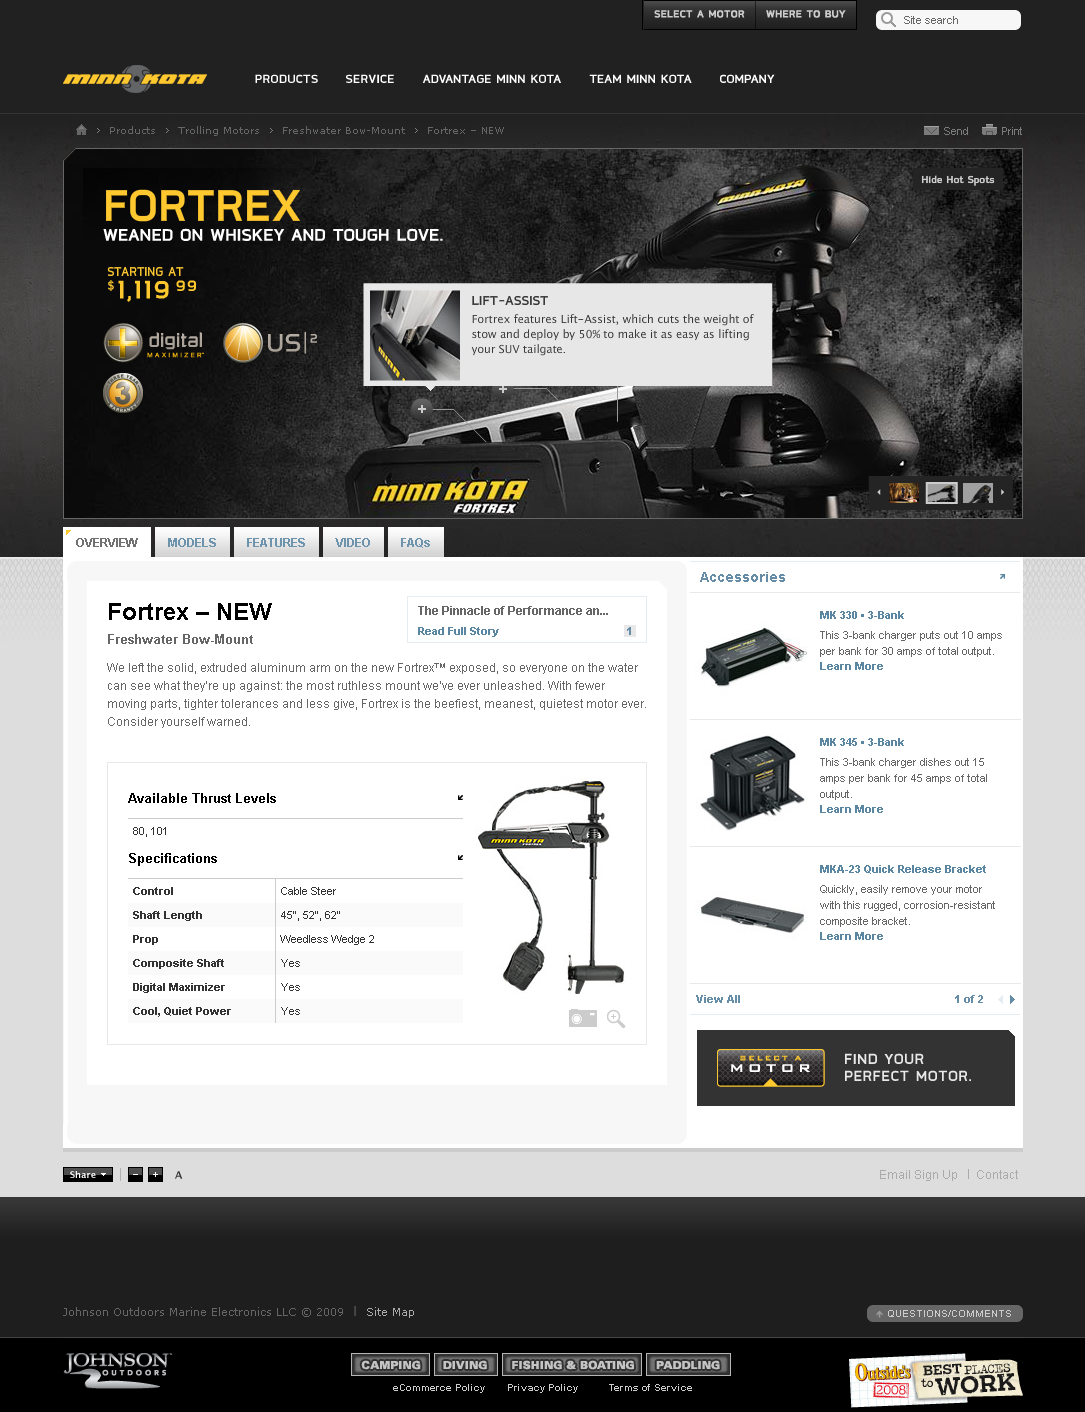 SELECT A MOTOR
WHERE TO BUY
Site search
MINN KOTA
PRODUCTS
SERVICE
ADVANTAGE MINN KOTA
TEAM MINN KOTA
COMPANY
› Products › Trolling Motors › Freshwater Bow-Mount › Fortrex – NEW
Send
Print
Hide Hot Spots
MINN KOTA
FORTREX
WEANED ON WHISKEY AND TOUGH LOVE.
STARTING AT
$1,119 99
digital
MAXIMIZER™
US|2
3
LIFT-ASSIST
Fortrex features Lift-Assist, which cuts the weight of
stow and deploy by 50% to make it as easy as lifting
your SUV tailgate.
MINN KOTA
FORTREX
OVERVIEW
MODELS
FEATURES
VIDEO
FAQs
Fortrex – NEW
Freshwater Bow-Mount
The Pinnacle of Performance an...
Read Full Story
1
We left the solid, extruded aluminum arm on the new Fortrex™ exposed, so everyone on the water
can see what they're up against: the most ruthless mount we've ever unleashed. With fewer
moving parts, tighter tolerances and less give, Fortrex is the beefiest, meanest, quietest motor ever.
Consider yourself warned.
Available Thrust Levels
80, 101
Specifications
Control Cable Steer
Shaft Length 45", 52", 62"
Prop Weedless Wedge 2
Composite Shaft Yes
Digital Maximizer Yes
Cool, Quiet Power Yes
MINN KOTA
Accessories
MK 330 • 3-Bank
This 3-bank charger puts out 10 amps
per bank for 30 amps of total output.
Learn More
MK 345 • 3-Bank
This 3-bank charger dishes out 15
amps per bank for 45 amps of total
output.
Learn More
MKA-23 Quick Release Bracket
Quickly, easily remove your motor
with this rugged, corrosion-resistant
composite bracket.
Learn More
View All
1 of 2
SELECT A
MOTOR
FIND YOUR
PERFECT MOTOR.
Share
− + A
Email Sign Up | Contact
Johnson Outdoors Marine Electronics LLC © 2009 | Site Map
QUESTIONS/COMMENTS
JOHNSON
OUTDOORS
CAMPING
DIVING
FISHING & BOATING
PADDLING
eCommerce Policy
Privacy Policy
Terms of Service
Outside's
2008
BEST PLACES
to WORK